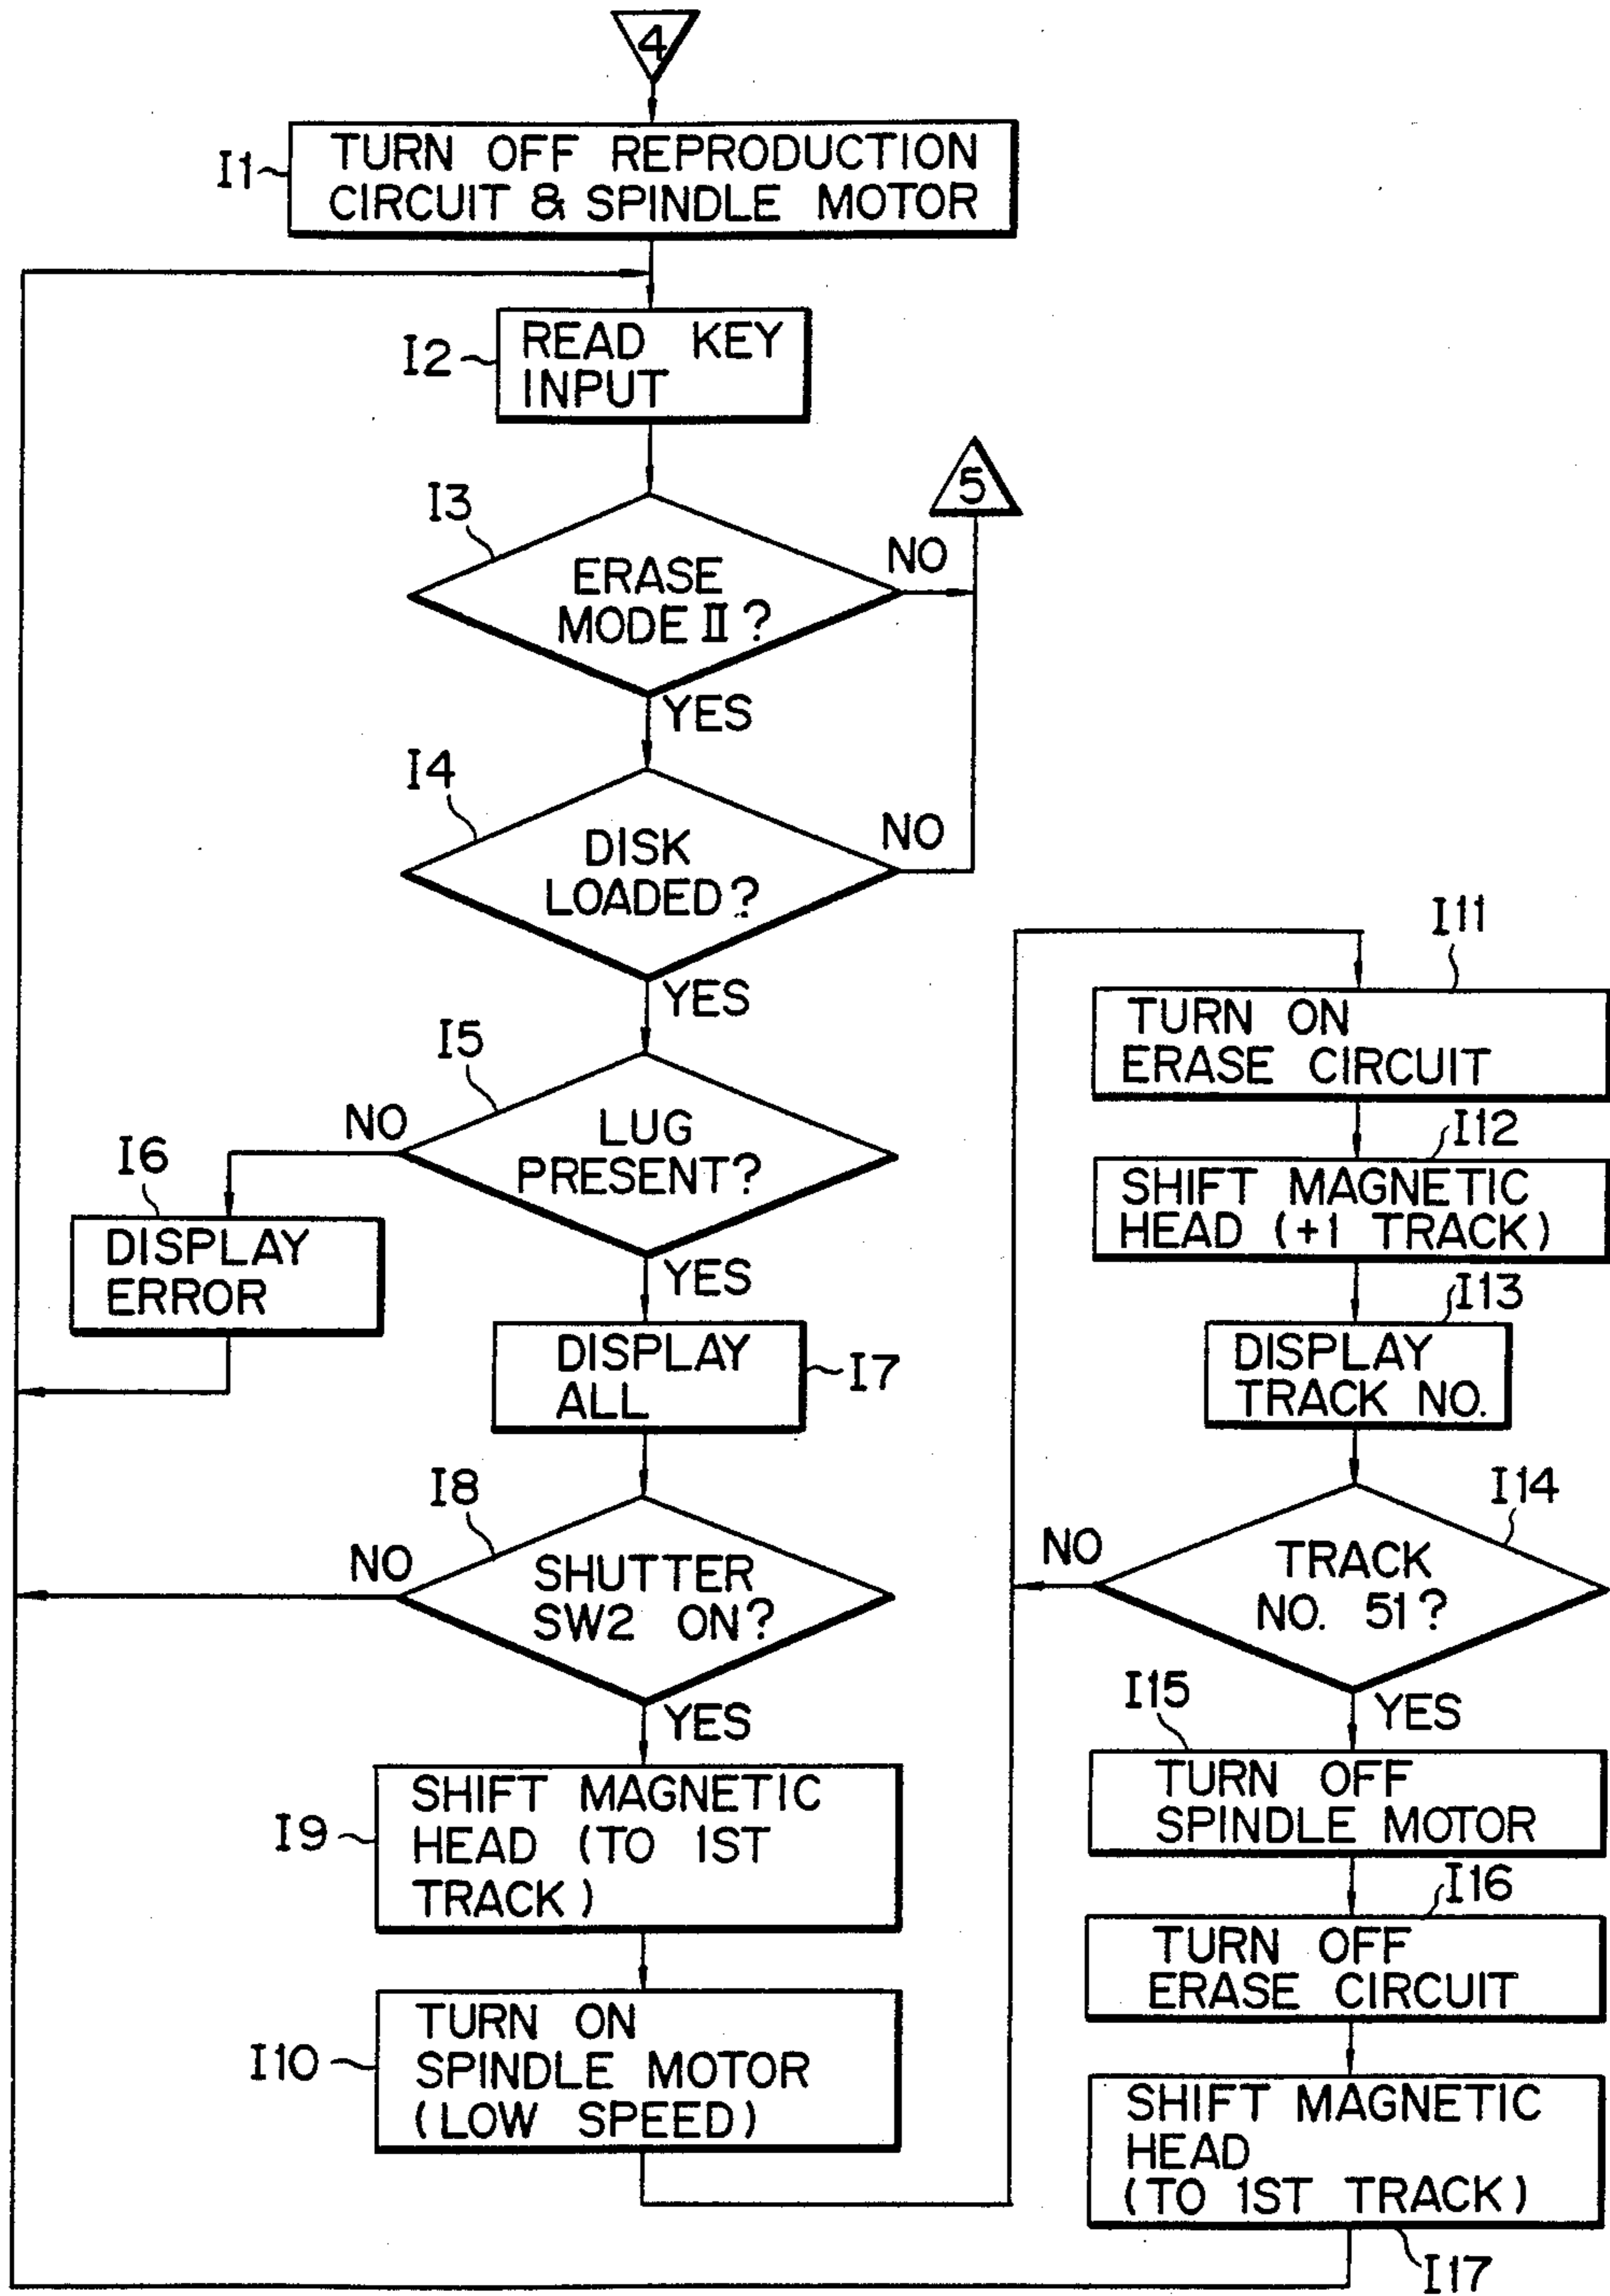 4
I1
TURN OFF REPRODUCTION
CIRCUIT & SPINDLE MOTOR
I2
READ KEY
INPUT
5
I3
ERASE
MODE II?
NO
YES
I4
DISK
LOADED?
NO
YES
I5
LUG
PRESENT?
NO
YES
I6
DISPLAY
ERROR
DISPLAY
ALL
I7
I8
SHUTTER
SW2 ON?
NO
YES
I9
SHIFT MAGNETIC
HEAD (TO 1ST
TRACK)
I10
TURN ON
SPINDLE MOTOR
(LOW SPEED)
I11
TURN ON
ERASE CIRCUIT
I12
SHIFT MAGNETIC
HEAD (+1 TRACK)
I13
DISPLAY
TRACK NO.
I14
TRACK
NO. 51?
NO
YES
I15
TURN OFF
SPINDLE MOTOR
I16
TURN OFF
ERASE CIRCUIT
SHIFT MAGNETIC
HEAD
(TO 1ST TRACK)
I17